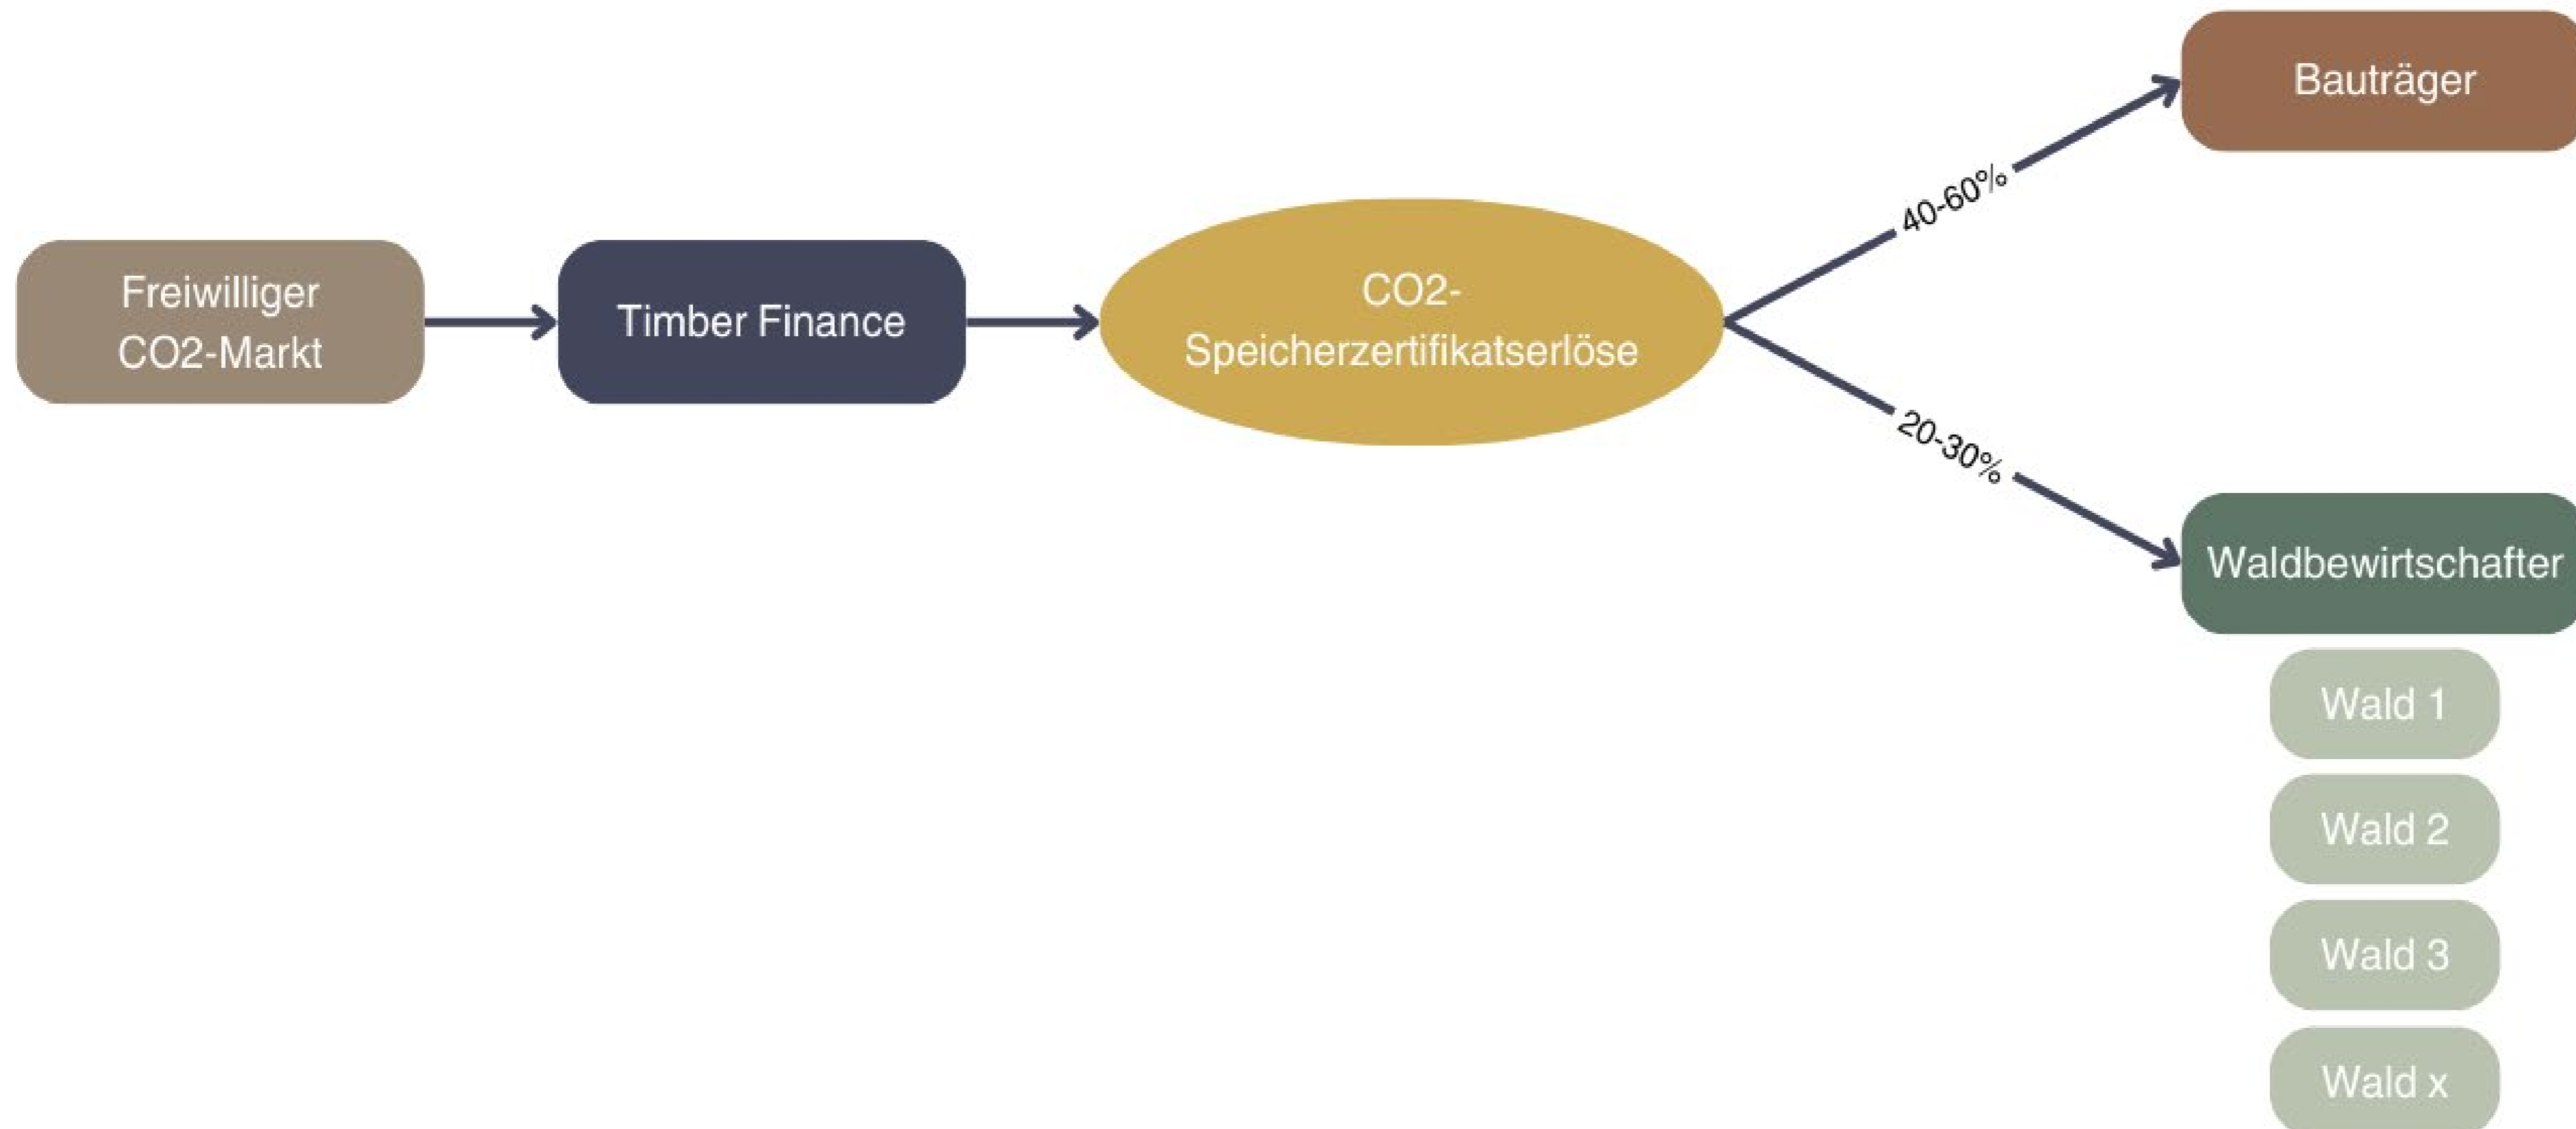 Bauträger
40-60%
Freiwilliger
CO2-Markt
Timber Finance
CO2-
Speicherzertifikatserlöse
20-30%
Waldbewirtschafter
Wald 1
Wald 2
Wald 3
Wald x